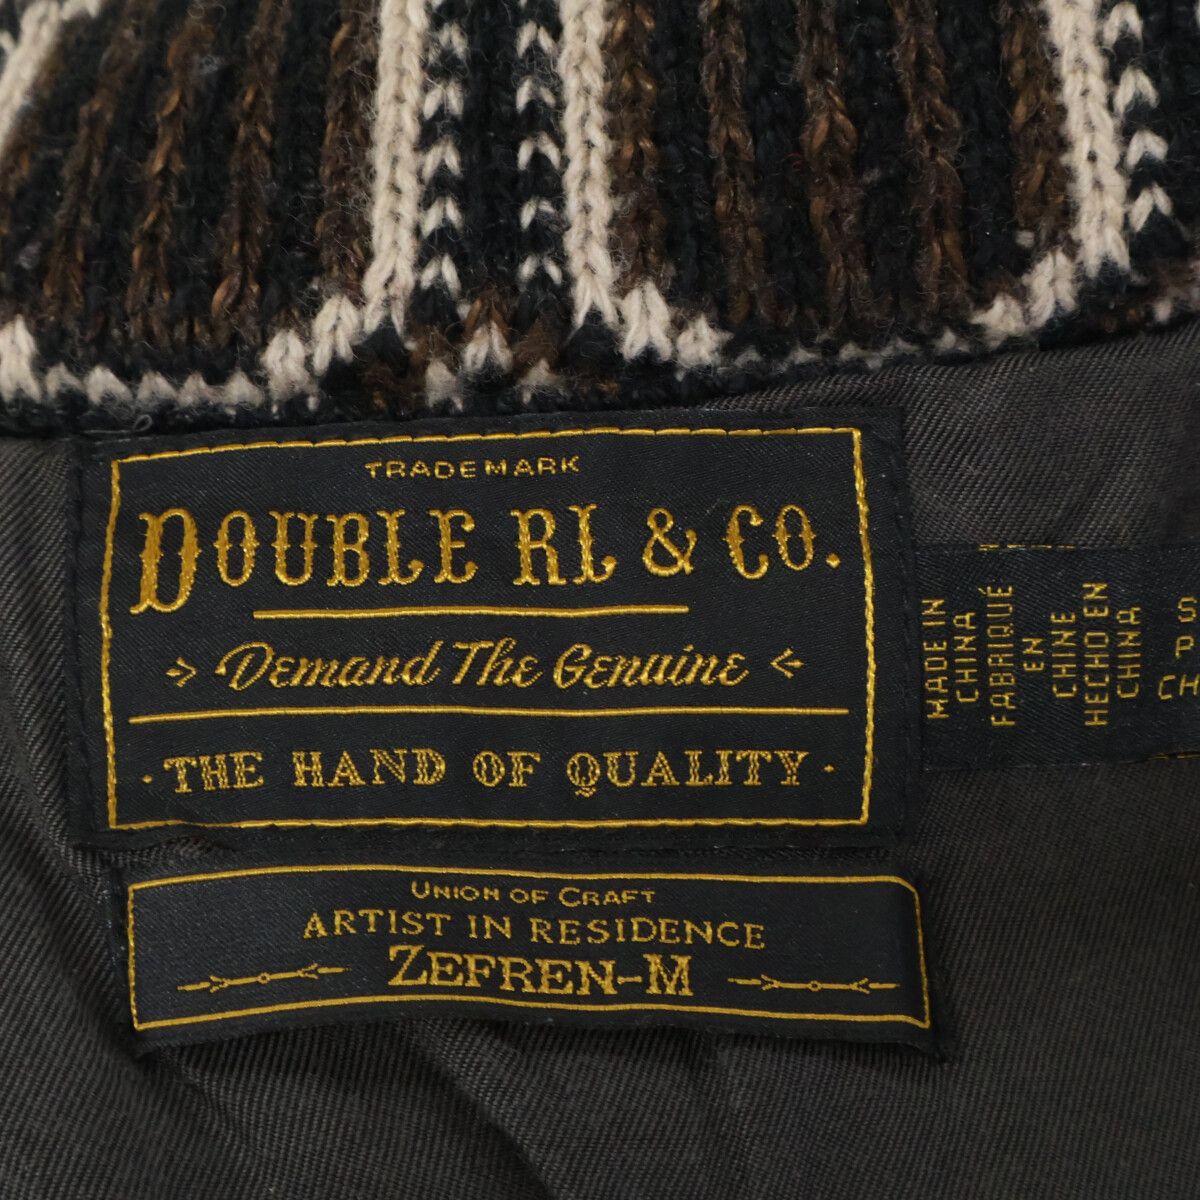 TRADEMARK
DOUBLE RL & CO.
Demand The Genuine
· THE HAND OF QUALITY ·
UNION OF CRAFT
ARTIST IN RESIDENCE
ZEFREN-M
MADE IN
CHINA
FABRIQUÉ
EN
CHINE
HECHO EN
CHINA
S
P
CH